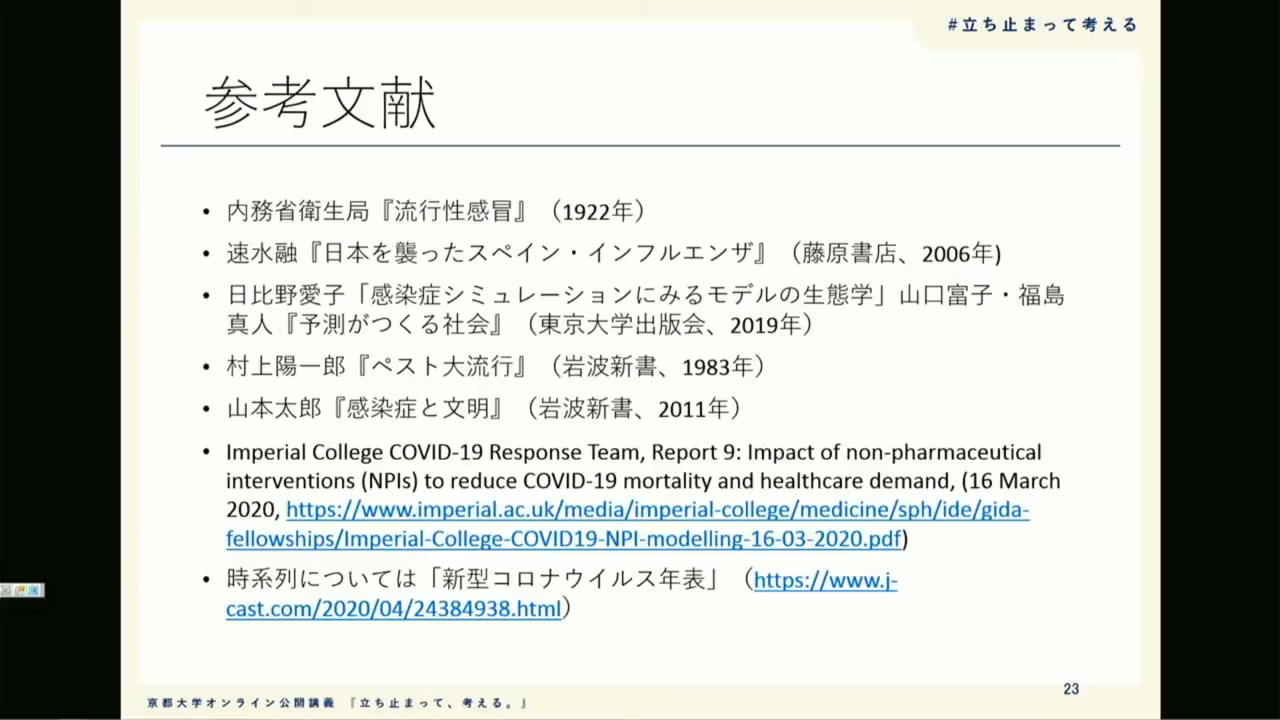 #立ち止まって考える
参考文献
• 内務省衛生局『流行性感冒』（1922年）
• 速水融『日本を襲ったスペイン・インフルエンザ』（藤原書店、2006年)
• 日比野愛子「感染症シミュレーションにみるモデルの生態学」山口富子・福島
真人『予測がつくる社会』（東京大学出版会、2019年）
• 村上陽一郎『ペスト大流行』（岩波新書、1983年）
• 山本太郎『感染症と文明』（岩波新書、2011年）
• Imperial College COVID-19 Response Team, Report 9: Impact of non-pharmaceutical
interventions (NPIs) to reduce COVID-19 mortality and healthcare demand, (16 March
2020, https://www.imperial.ac.uk/media/imperial-college/medicine/sph/ide/gida-
fellowships/Imperial-College-COVID19-NPI-modelling-16-03-2020.pdf)
• 時系列については「新型コロナウイルス年表」（https://www.j-
cast.com/2020/04/24384938.html）
23
京都大学オンライン公開講義 『立ち止まって、考える。』